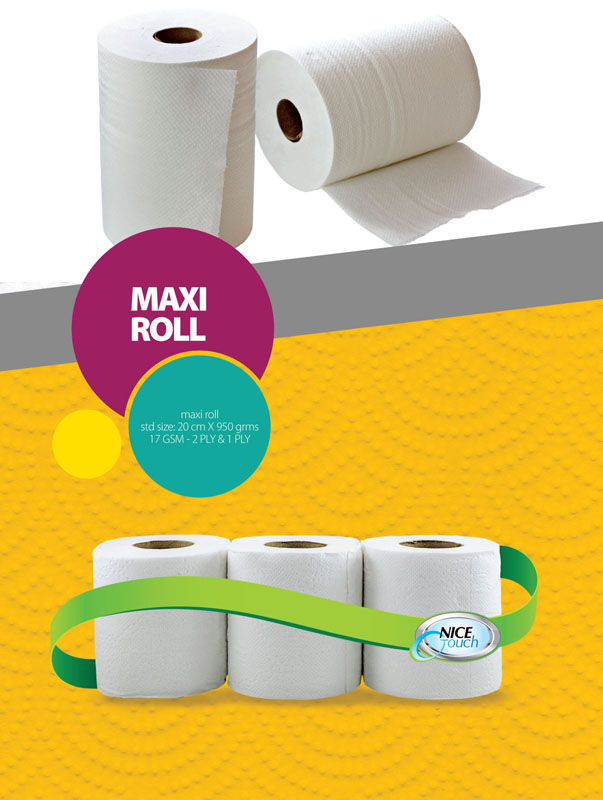 MAXI
ROLL
maxi roll
std size: 20 cm X 950 grms
17 GSM - 2 PLY & 1 PLY
NICE
Touch